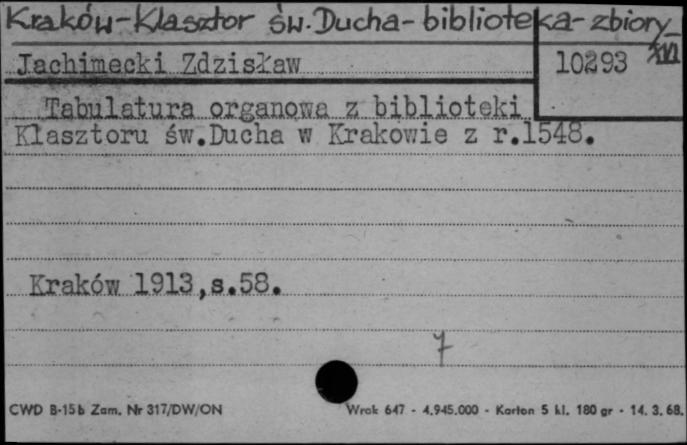 Kraków-Klasztor św. Ducha-biblioteka-zbiory
XVI
Jachimecki Zdzisław 10293
Tabulatura organowa z biblioteki
Klasztoru św.Ducha w Krakowie z r.1548.
Kraków 1913,s.58.
7
CWD B-15b Zam. Nr 317/DW/ON Wrok 647 - 4.945.000 - Karton 5 kl. 180 gr - 14. 3. 68.